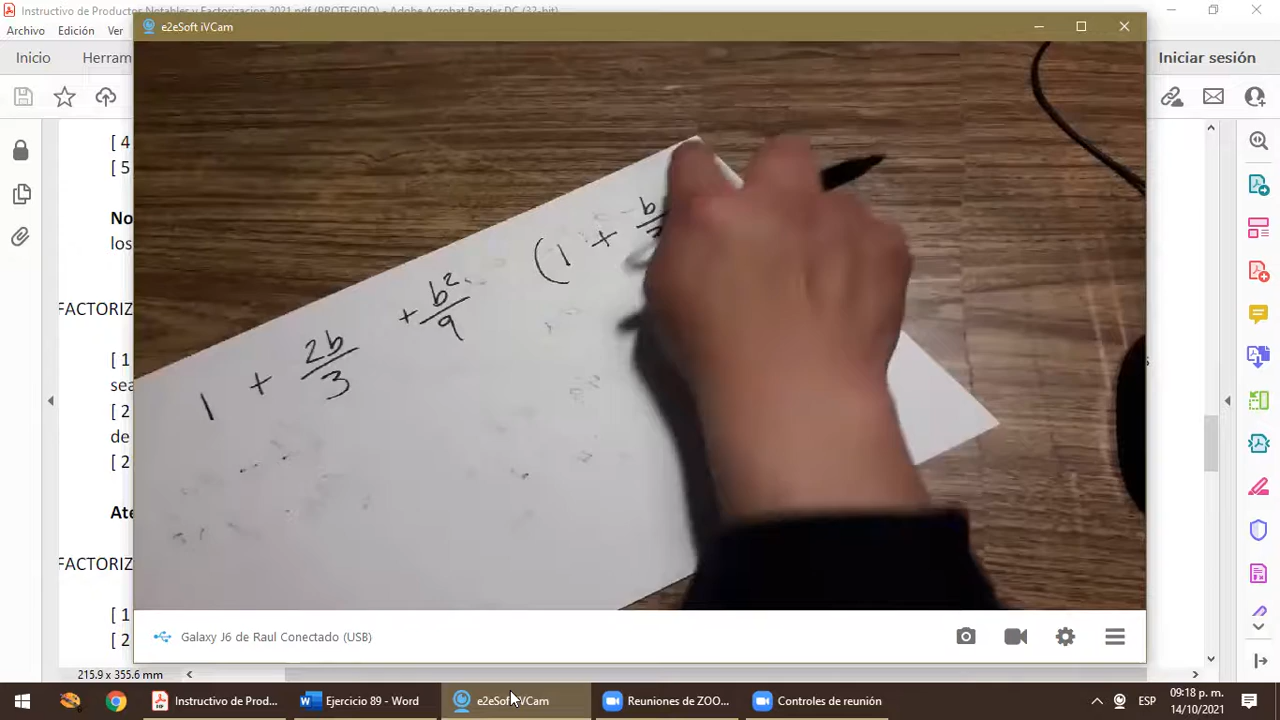 Instructivo de Productos Notables y Factorizacion 2021.pdf (PROTEGIDO) - Adobe Acrobat Reader DC (32-bit)
e2eSoft iVCam
Archivo Edición Ver
Inicio Herram
Iniciar sesión
[ 4
[ 5
No
los
FACTORIZ
[ 1
sea
[ 2
de
[ 2
Ate
FACTORIZ
[ 1
[ 2
1 + 2b/3 + b²/9 (1 + b/3
Galaxy J6 de Raul Conectado (USB)
215.9 x 355.6 mm
Instructivo de Prod... Ejercicio 89 - Word e2eSoft iVCam Reuniones de ZOO... Controles de reunión ESP 09:18 p. m.
14/10/2021